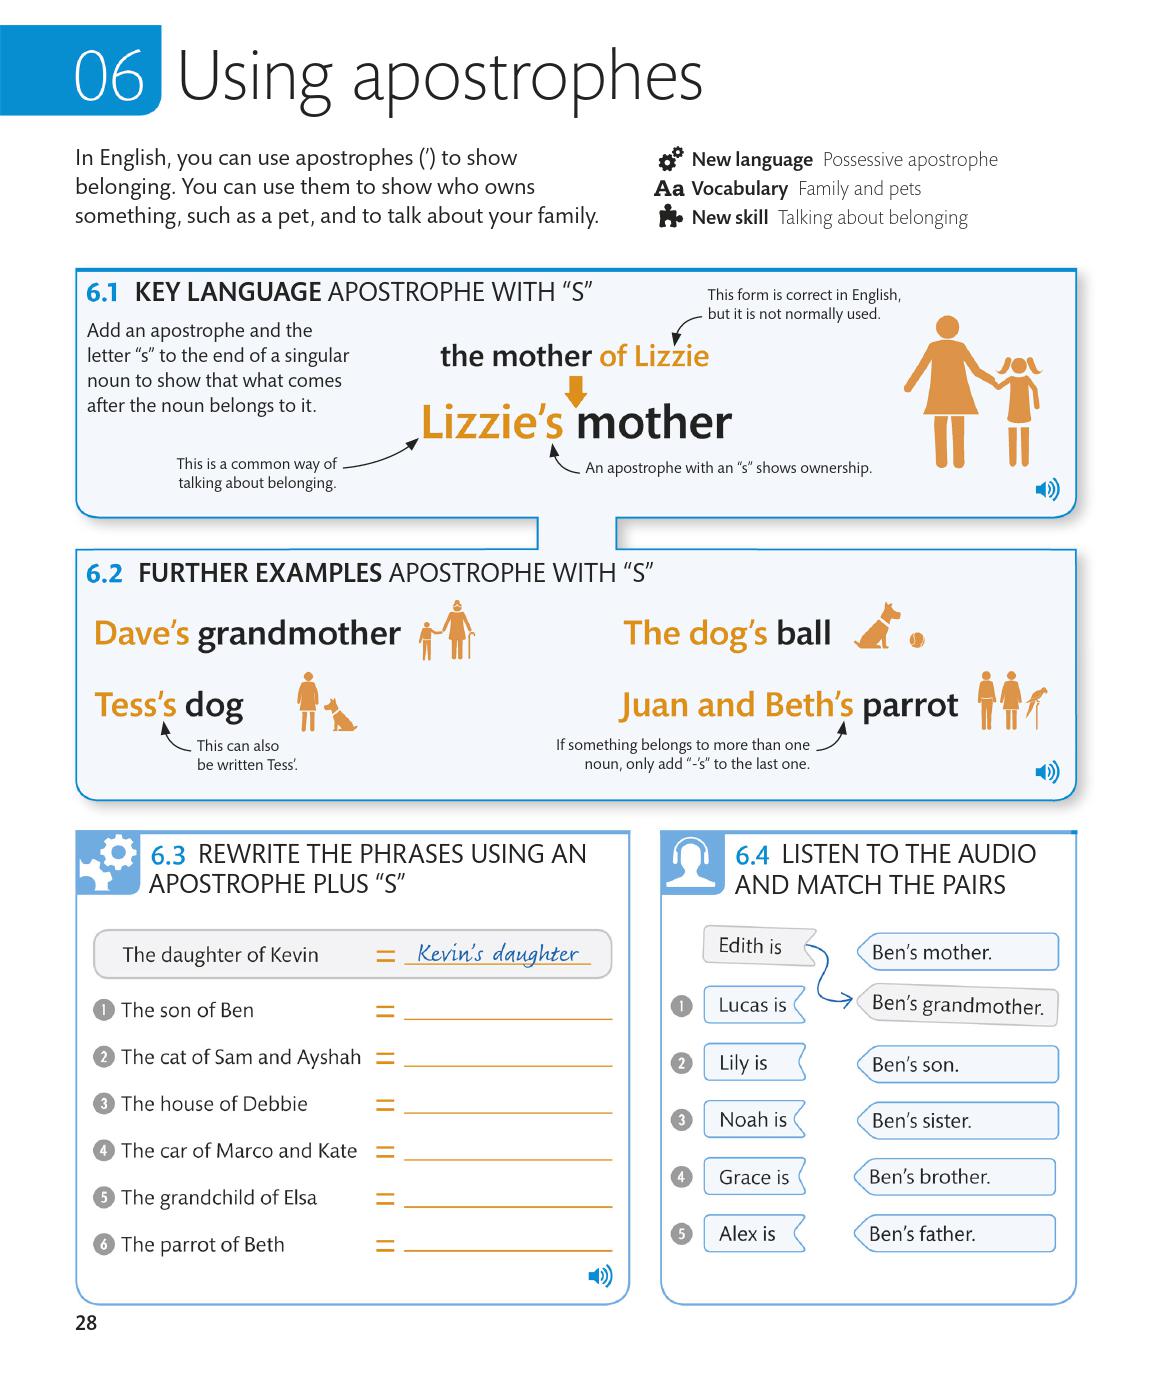 06 Using apostrophes
In English, you can use apostrophes (’) to show
belonging. You can use them to show who owns
something, such as a pet, and to talk about your family.
New language Possessive apostrophe
Aa Vocabulary Family and pets
New skill Talking about belonging
6.1 KEY LANGUAGE APOSTROPHE WITH “S”
Add an apostrophe and the
letter “s” to the end of a singular
noun to show that what comes
after the noun belongs to it.
This form is correct in English,
but it is not normally used.
the mother of Lizzie
Lizzie’s mother
This is a common way of
talking about belonging.
An apostrophe with an “s” shows ownership.
6.2 FURTHER EXAMPLES APOSTROPHE WITH “S”
Dave’s grandmother
The dog’s ball
Tess’s dog
This can also
be written Tess’.
Juan and Beth’s parrot
If something belongs to more than one
noun, only add “-’s” to the last one.
6.3 REWRITE THE PHRASES USING AN
APOSTROPHE PLUS “S”
The daughter of Kevin = Kevin’s daughter
1 The son of Ben =
2 The cat of Sam and Ayshah =
3 The house of Debbie =
4 The car of Marco and Kate =
5 The grandchild of Elsa =
6 The parrot of Beth =
6.4 LISTEN TO THE AUDIO
AND MATCH THE PAIRS
Edith is
Ben’s mother.
1 Lucas is
Ben’s grandmother.
2 Lily is
Ben’s son.
3 Noah is
Ben’s sister.
4 Grace is
Ben’s brother.
5 Alex is
Ben’s father.
28